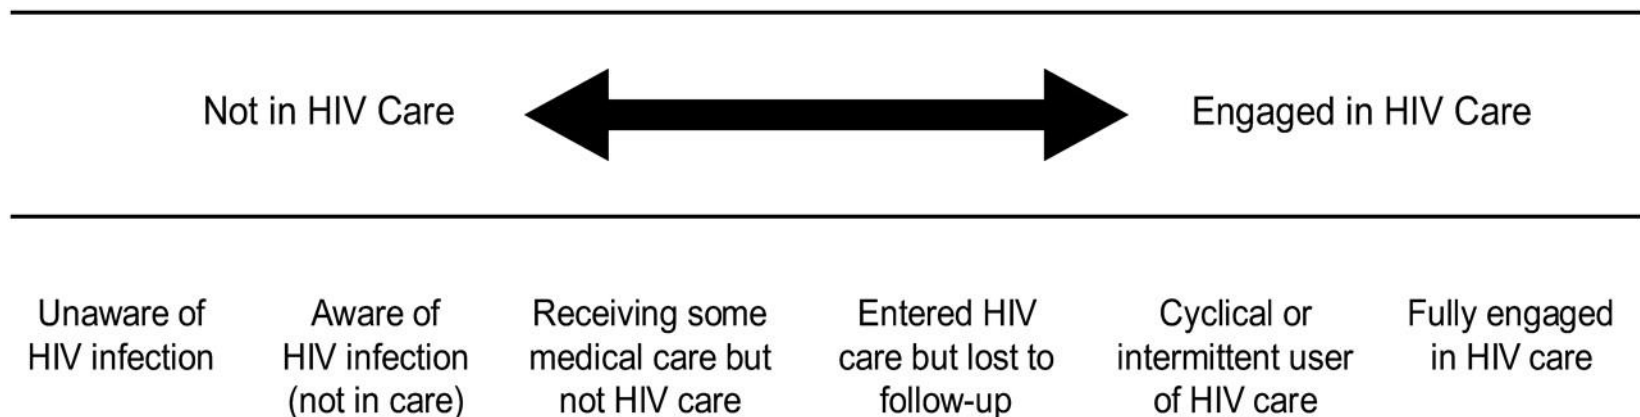 Not in HIV Care
Engaged in HIV Care
Unaware of
HIV infection
Aware of
HIV infection
(not in care)
Receiving some
medical care but
not HIV care
Entered HIV
care but lost to
follow-up
Cyclical or
intermittent user
of HIV care
Fully engaged
in HIV care